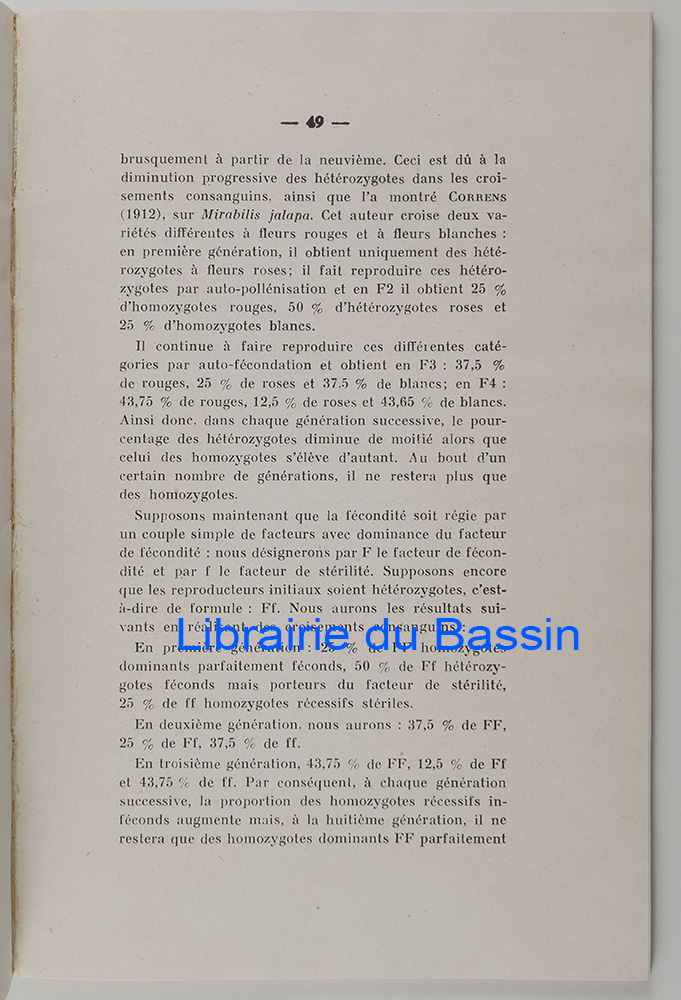 — 49 —
brusquement à partir de la neuvième. Ceci est dû à la
diminution progressive des hétérozygotes dans les croi-
sements consanguins, ainsi que l'a montré CORRENS
(1912), sur Mirabilis jalapa. Cet auteur croise deux va-
riétés différentes à fleurs rouges et à fleurs blanches :
en première génération, il obtient uniquement des hété-
rozygotes à fleurs roses; il fait reproduire ces hétéro-
zygotes par auto-pollénisation et en F2 il obtient 25 %
d'homozygotes rouges, 50 % d'hétérozygotes roses et
25 % d'homozygotes blancs.
Il continue à faire reproduire ces différentes caté-
gories par auto-fécondation et obtient en F3 : 37,5 %
de rouges, 25 % de roses et 37,5 % de blancs; en F4 :
43,75 % de rouges, 12,5 % de roses et 43,65 % de blancs.
Ainsi donc, dans chaque génération successive, le pour-
centage des hétérozygotes diminue de moitié alors que
celui des homozygotes s'élève d'autant. Au bout d'un
certain nombre de générations, il ne restera plus que
des homozygotes.
Supposons maintenant que la fécondité soit régie par
un couple simple de facteurs avec dominance du facteur
de fécondité : nous désignerons par F le facteur de fécon-
dité et par f le facteur de stérilité. Supposons encore
que les reproducteurs initiaux soient hétérozygotes, c'est-
à-dire de formule : Ff. Nous aurons les résultats sui-
vants en réalisant des croisements consanguins :
Librairie du Bassin
En première génération : 25 % de FF homozygotes
dominants parfaitement féconds, 50 % de Ff hétérozy-
gotes féconds mais porteurs du facteur de stérilité,
25 % de ff homozygotes récessifs stériles.
En deuxième génération, nous aurons : 37,5 % de FF,
25 % de Ff, 37,5 % de ff.
En troisième génération, 43,75 % de FF, 12,5 % de Ff
et 43,75 % de ff. Par conséquent, à chaque génération
successive, la proportion des homozygotes récessifs in-
féconds augmente mais, à la huitième génération, il ne
restera que des homozygotes dominants FF parfaitement